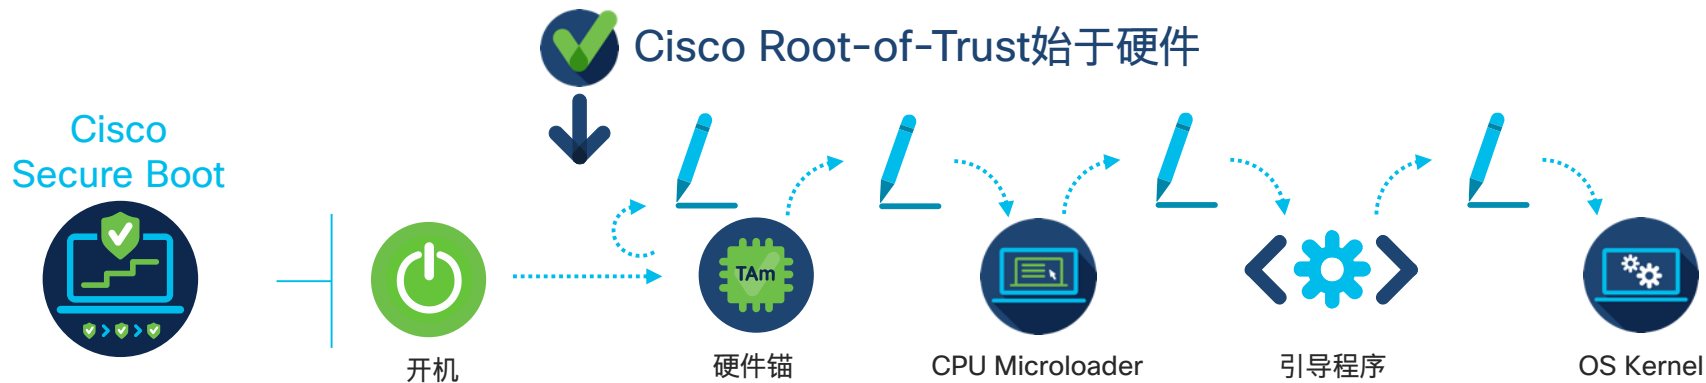 Cisco Root-of-Trust始于硬件
Cisco
Secure Boot
TAm
开机
硬件锚
CPU Microloader
引导程序
OS Kernel